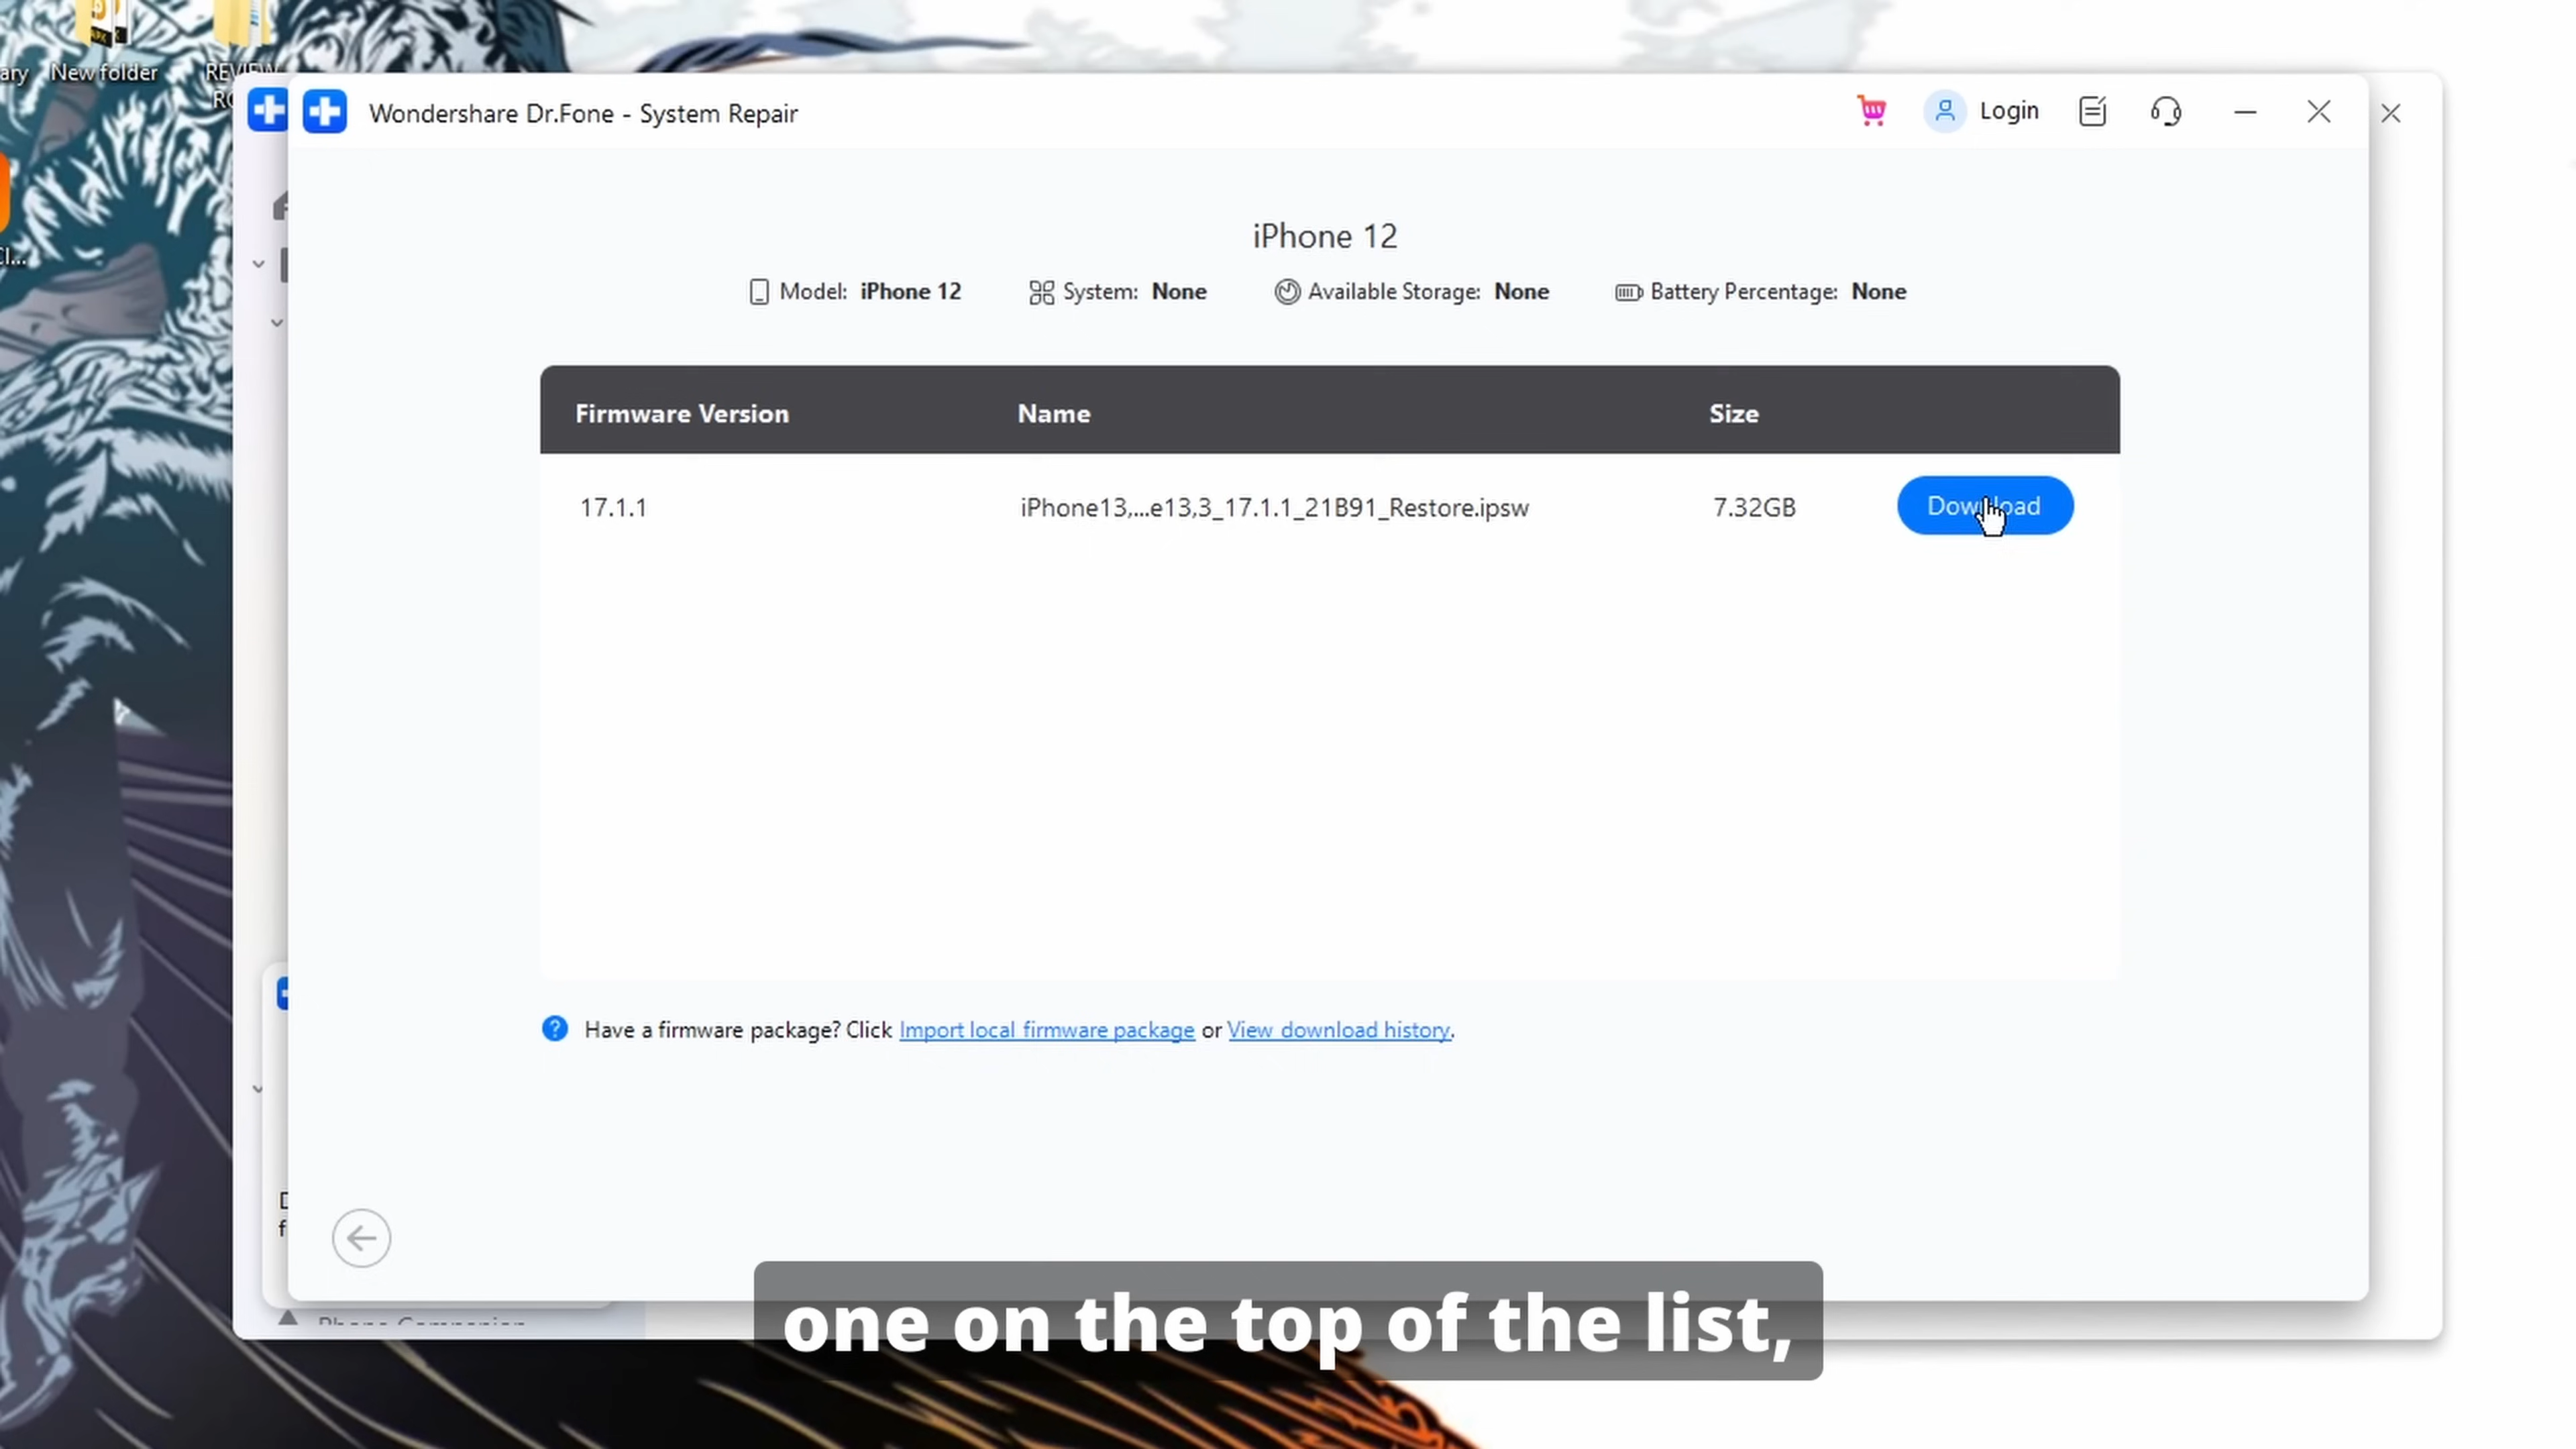 New folder
Wondershare Dr.Fone - System Repair
Login
iPhone 12
Model: iPhone 12 System: None Available Storage: None Battery Percentage: None
Firmware Version Name Size
17.1.1 iPhone13,...e13,3_17.1.1_21B91_Restore.ipsw 7.32GB Download
? Have a firmware package? Click Import local firmware package or View download history.
one on the top of the list,